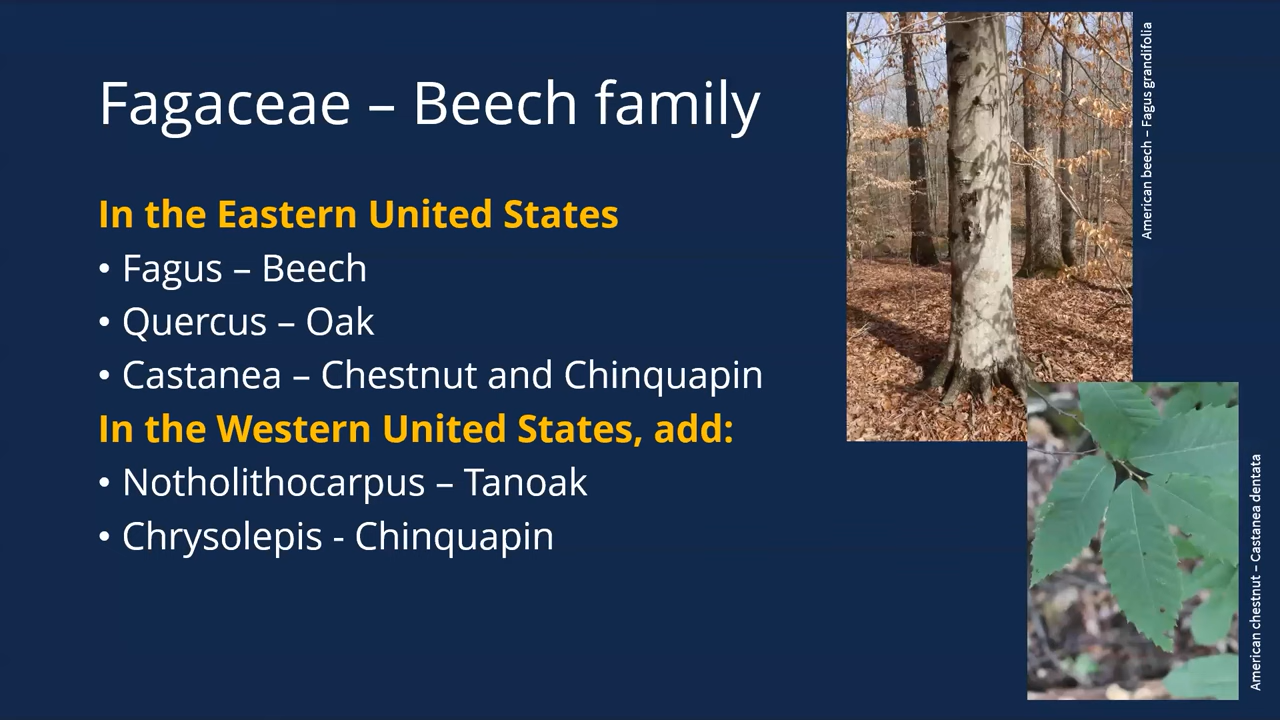 Fagaceae – Beech family
In the Eastern United States
• Fagus – Beech
• Quercus – Oak
• Castanea – Chestnut and Chinquapin
In the Western United States, add:
• Notholithocarpus – Tanoak
• Chrysolepis - Chinquapin
American beech – Fagus grandifolia
American chestnut – Castanea dentata